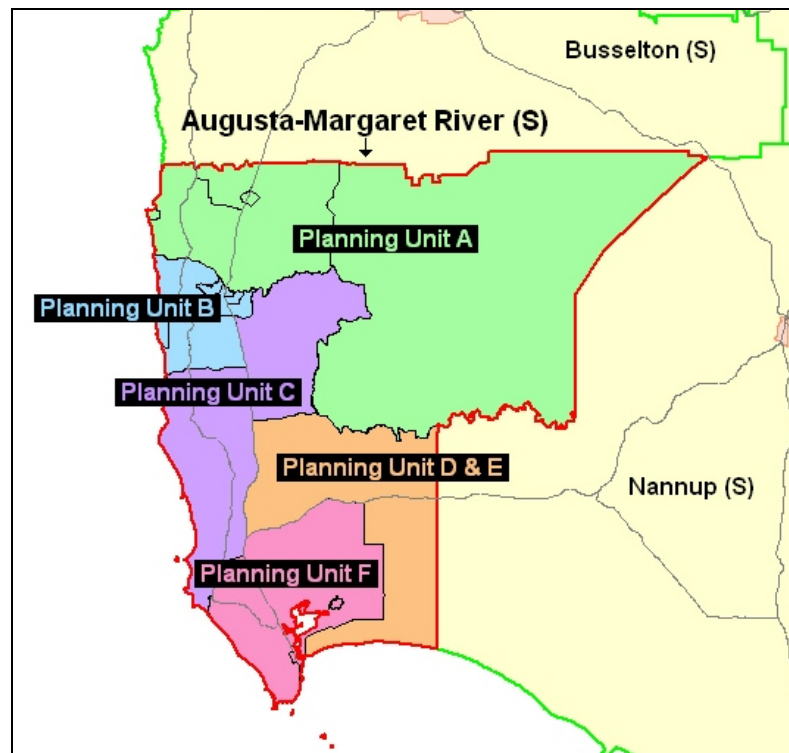 Busselton (S)
Augusta-Margaret River (S)
Planning Unit A
Planning Unit B
Planning Unit C
Planning Unit D & E
Nannup (S)
Planning Unit F